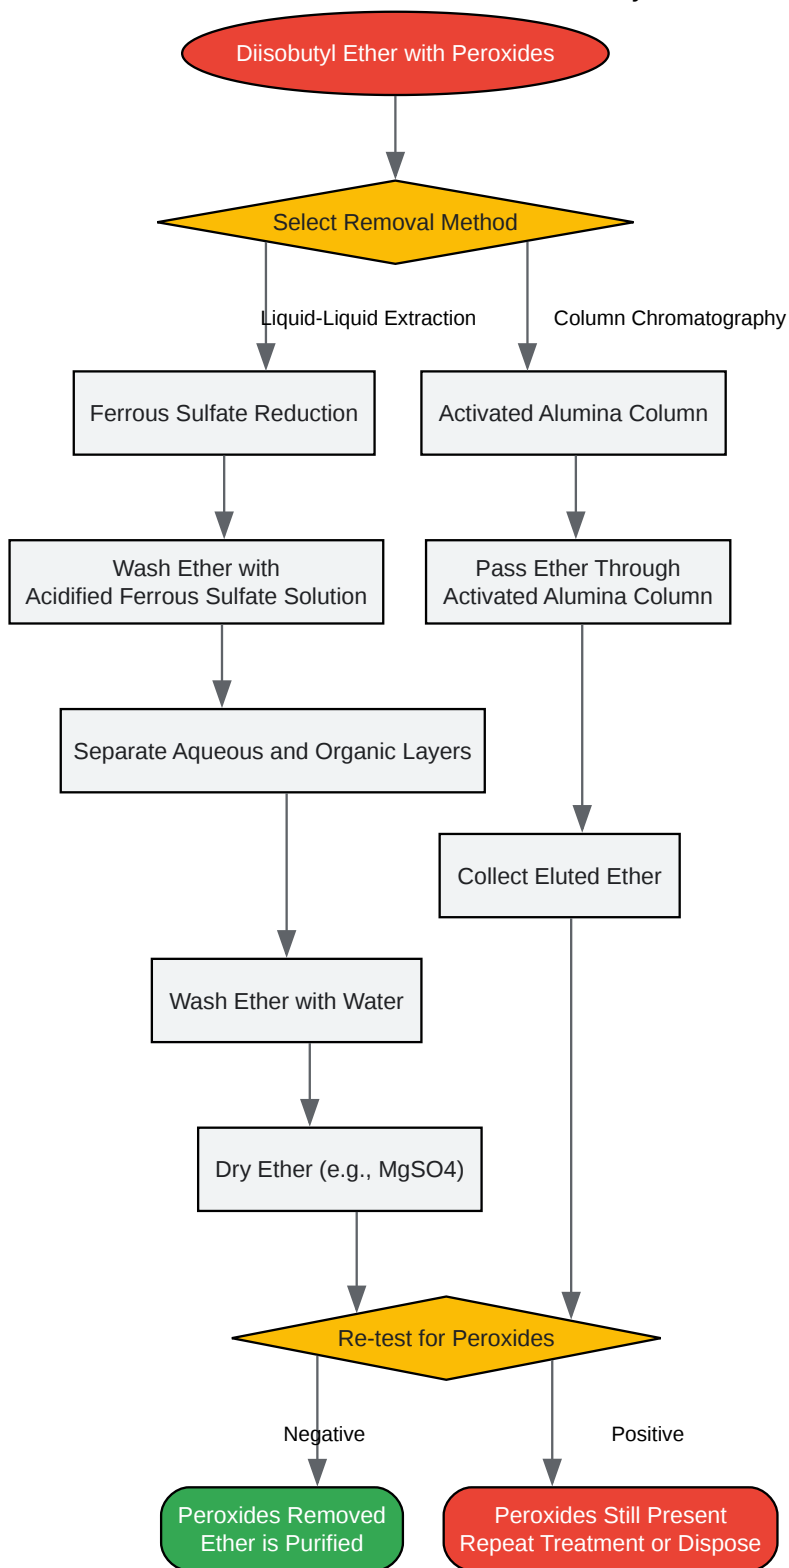 Diisobutyl Ether with Peroxides
Select Removal Method
Liquid-Liquid Extraction
Column Chromatography
Ferrous Sulfate Reduction
Activated Alumina Column
Wash Ether with
Acidified Ferrous Sulfate Solution
Pass Ether Through
Activated Alumina Column
Separate Aqueous and Organic Layers
Collect Eluted Ether
Wash Ether with Water
Dry Ether (e.g., MgSO4)
Re-test for Peroxides
Negative
Positive
Peroxides Removed
Ether is Purified
Peroxides Still Present
Repeat Treatment or Dispose